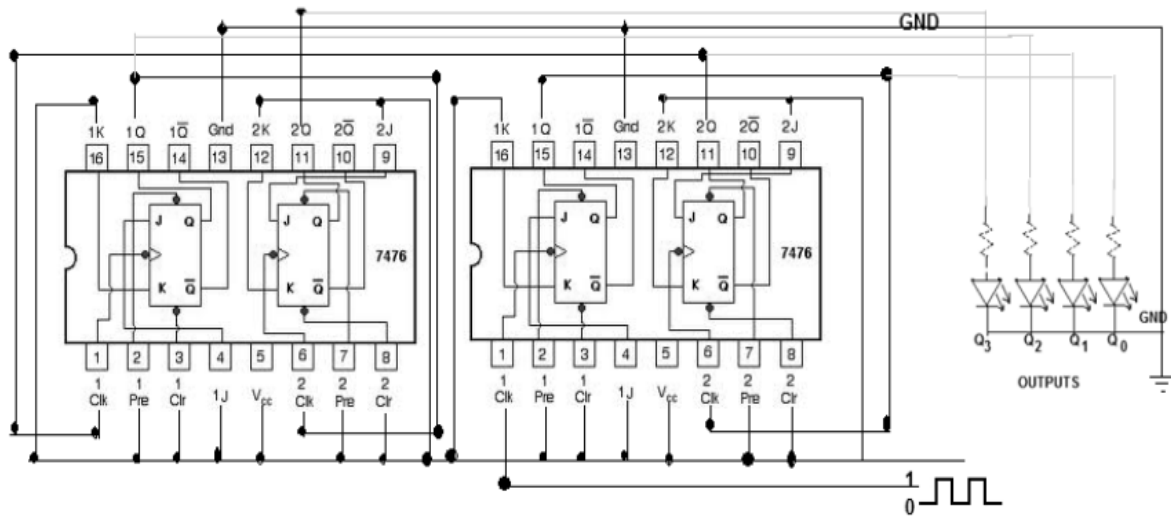 GND
1K 1Q 1Q̅ Gnd 2K 2Q 2Q̅ 2J
16 15 14 13 12 11 10 9
J Q
K Q̅
J Q
K Q̅
7476
1 2 3 4 5 6 7 8
1 Clk
1 Pre
1 Clr
1J
Vcc
2 Clk
2 Pre
2 Clr
1K 1Q 1Q̅ Gnd 2K 2Q 2Q̅ 2J
16 15 14 13 12 11 10 9
J Q
K Q̅
J Q
K Q̅
7476
1 2 3 4 5 6 7 8
1 Clk
1 Pre
1 Clr
1J
Vcc
2 Clk
2 Pre
2 Clr
GND
Q3 Q2 Q1 Q0
OUTPUTS
1
0